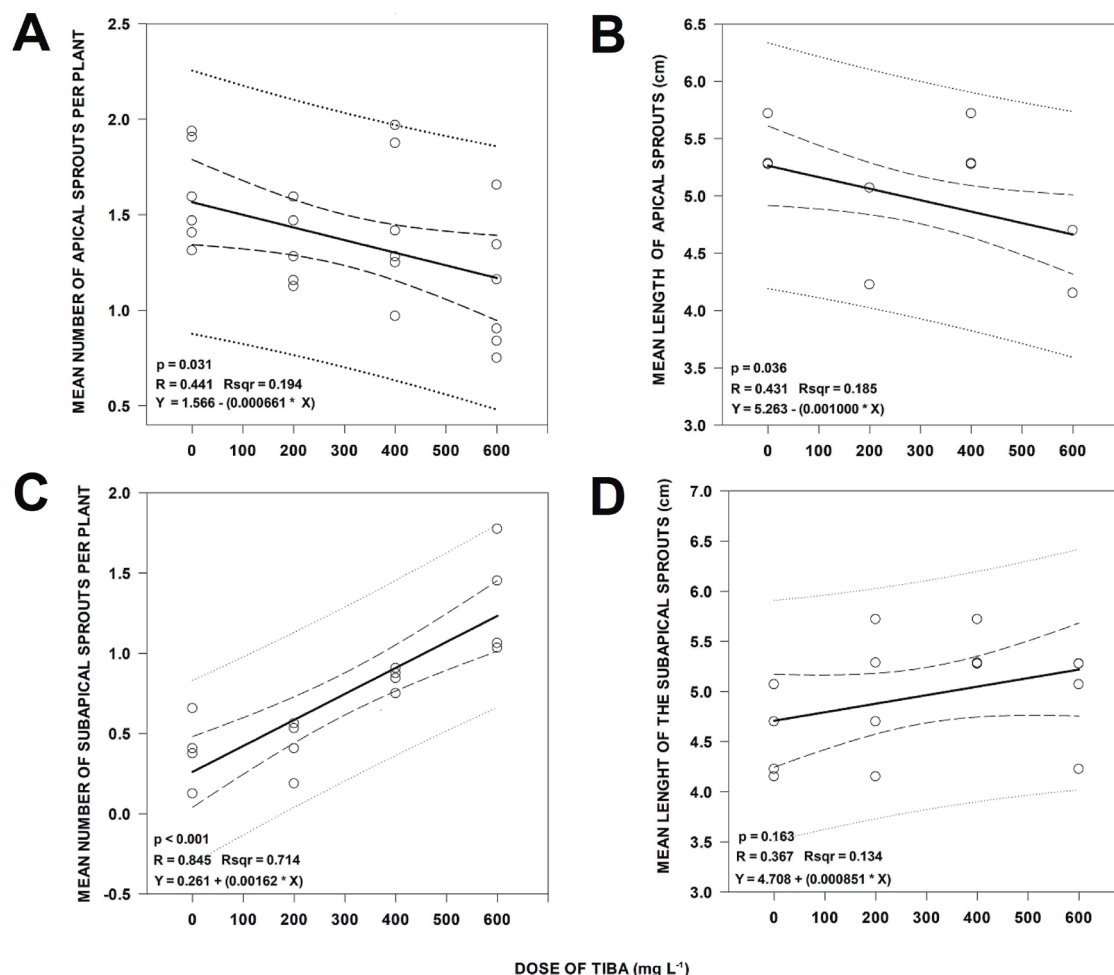 A
MEAN NUMBER OF APICAL SPROUTS PER PLANT
2.5
2.0
1.5
1.0
0.5
p = 0.031
R = 0.441 Rsqr = 0.194
Y = 1.566 – (0.000661 * X)
0 100 200 300 400 500 600
B
MEAN LENGTH OF APICAL SPROUTS (cm)
6.5
6.0
5.5
5.0
4.5
4.0
3.5
3.0
p = 0.036
R = 0.431 Rsqr = 0.185
Y = 5.263 – (0.001000 * X)
0 100 200 300 400 500 600
C
MEAN NUMBER OF SUBAPICAL SPROUTS PER PLANT
2.0
1.5
1.0
0.5
0.0
-0.5
p < 0.001
R = 0.845 Rsqr = 0.714
Y = 0.261 + (0.00162 * X)
0 100 200 300 400 500 600
D
MEAN LENGHT OF THE SUBAPICAL SPROUTS (cm)
7.0
6.5
6.0
5.5
5.0
4.5
4.0
3.0
p = 0.163
R = 0.367 Rsqr = 0.134
Y = 4.708 + (0.000851 * X)
0 100 200 300 400 500 600
DOSE OF TIBA (mg L⁻¹)